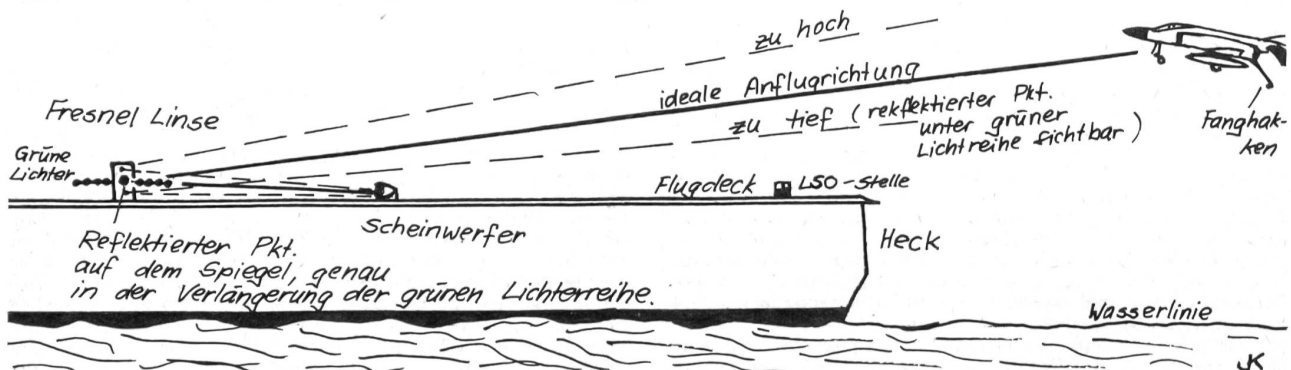 zu hoch
ideale Anflugrichtung
zu tief (rekflektierter Pkt.
unter grüner
Lichtreihe sichtbar)
Fanghak-
ken
Fresnel Linse
Grüne
Lichter
Flugdeck
LSO-Stelle
Scheinwerfer
Heck
Reflektierter Pkt.
auf dem Spiegel, genau
in der Verlängerung der grünen Lichterreihe.
Wasserlinie
JK